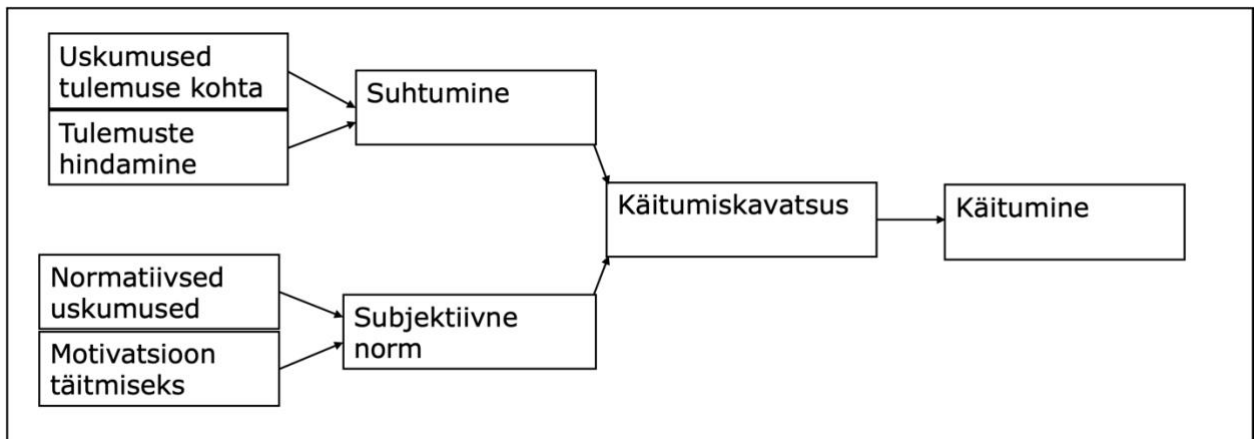 Uskumused
tulemuse kohta
Tulemuste
hindamine
Suhtumine
Käitumiskavatsus
Käitumine
Normatiivsed
uskumused
Motivatsioon
täitmiseks
Subjektiivne
norm